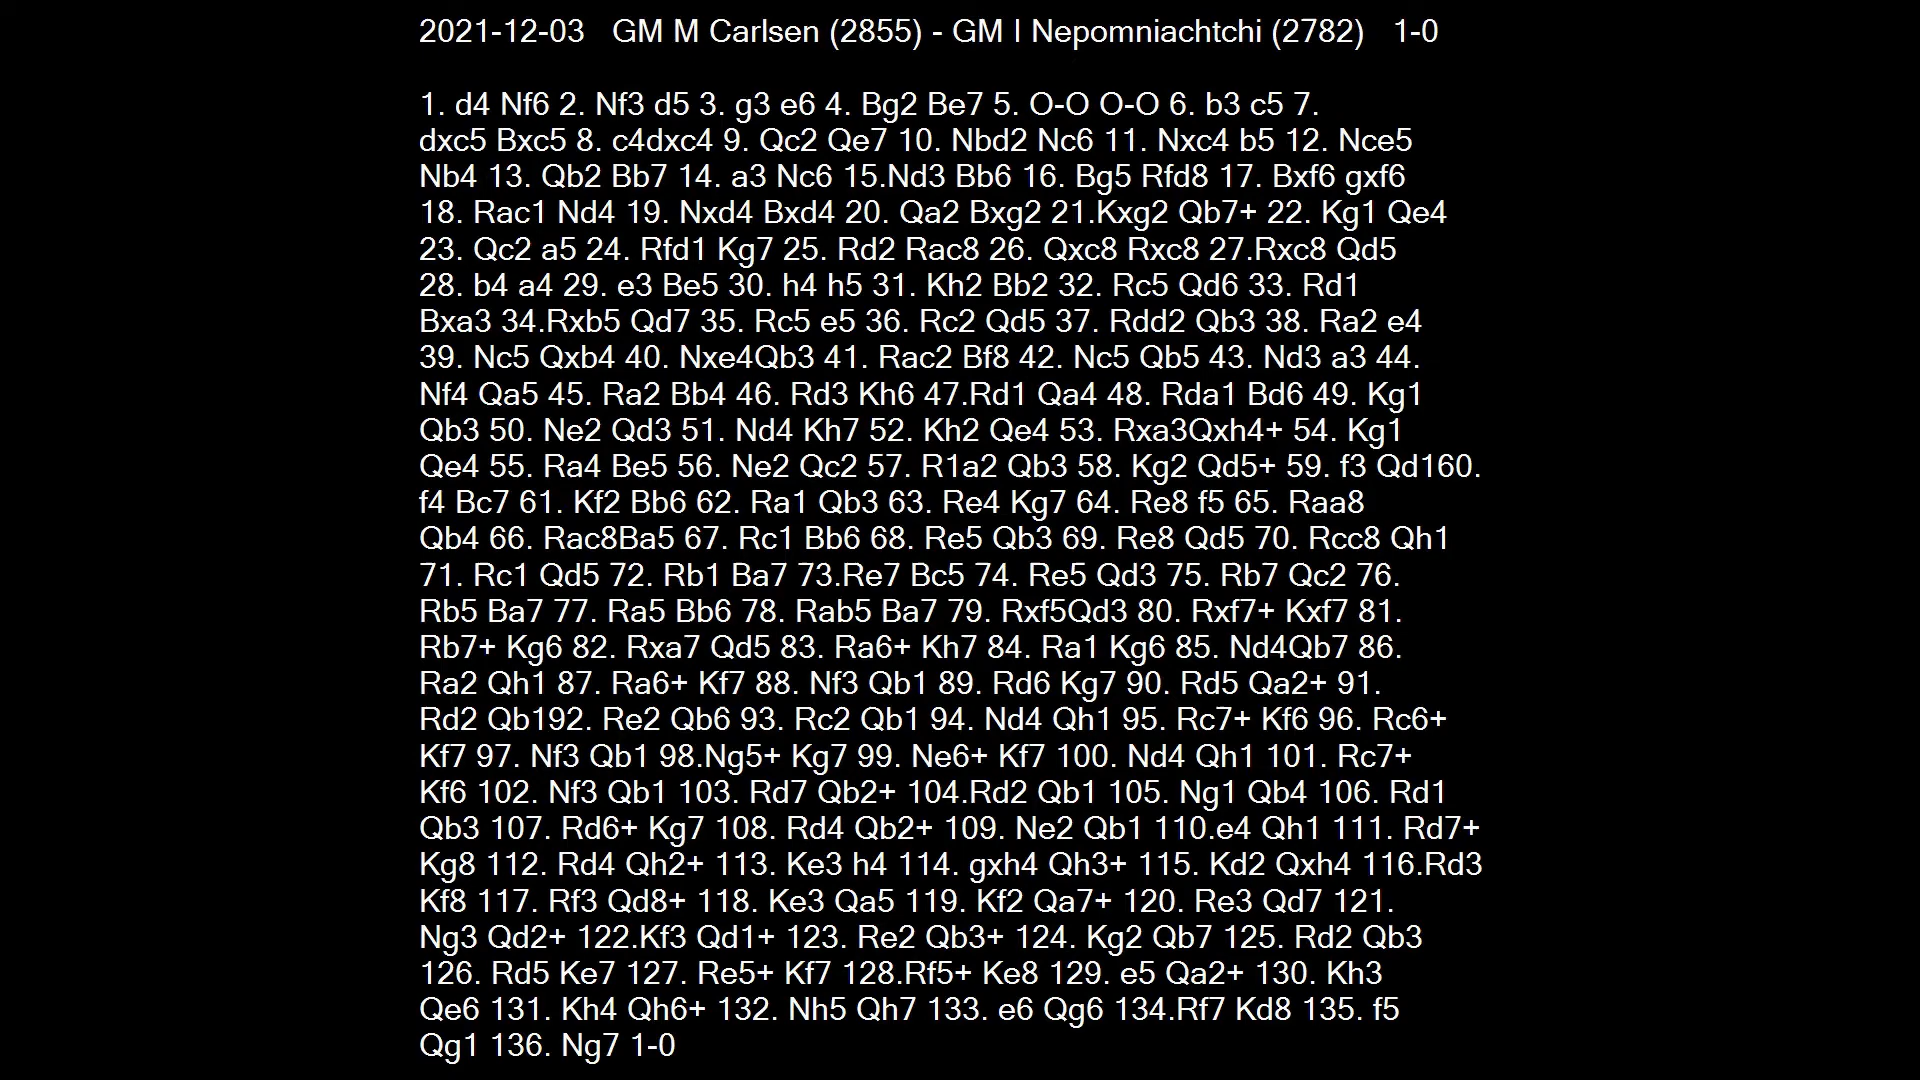 2021-12-03 GM M Carlsen (2855) - GM I Nepomniachtchi (2782) 1-0
1. d4 Nf6 2. Nf3 d5 3. g3 e6 4. Bg2 Be7 5. O-O O-O 6. b3 c5 7.
dxc5 Bxc5 8. c4dxc4 9. Qc2 Qe7 10. Nbd2 Nc6 11. Nxc4 b5 12. Nce5
Nb4 13. Qb2 Bb7 14. a3 Nc6 15.Nd3 Bb6 16. Bg5 Rfd8 17. Bxf6 gxf6
18. Rac1 Nd4 19. Nxd4 Bxd4 20. Qa2 Bxg2 21.Kxg2 Qb7+ 22. Kg1 Qe4
23. Qc2 a5 24. Rfd1 Kg7 25. Rd2 Rac8 26. Qxc8 Rxc8 27.Rxc8 Qd5
28. b4 a4 29. e3 Be5 30. h4 h5 31. Kh2 Bb2 32. Rc5 Qd6 33. Rd1
Bxa3 34.Rxb5 Qd7 35. Rc5 e5 36. Rc2 Qd5 37. Rdd2 Qb3 38. Ra2 e4
39. Nc5 Qxb4 40. Nxe4Qb3 41. Rac2 Bf8 42. Nc5 Qb5 43. Nd3 a3 44.
Nf4 Qa5 45. Ra2 Bb4 46. Rd3 Kh6 47.Rd1 Qa4 48. Rda1 Bd6 49. Kg1
Qb3 50. Ne2 Qd3 51. Nd4 Kh7 52. Kh2 Qe4 53. Rxa3Qxh4+ 54. Kg1
Qe4 55. Ra4 Be5 56. Ne2 Qc2 57. R1a2 Qb3 58. Kg2 Qd5+ 59. f3 Qd160.
f4 Bc7 61. Kf2 Bb6 62. Ra1 Qb3 63. Re4 Kg7 64. Re8 f5 65. Raa8
Qb4 66. Rac8Ba5 67. Rc1 Bb6 68. Re5 Qb3 69. Re8 Qd5 70. Rcc8 Qh1
71. Rc1 Qd5 72. Rb1 Ba7 73.Re7 Bc5 74. Re5 Qd3 75. Rb7 Qc2 76.
Rb5 Ba7 77. Ra5 Bb6 78. Rab5 Ba7 79. Rxf5Qd3 80. Rxf7+ Kxf7 81.
Rb7+ Kg6 82. Rxa7 Qd5 83. Ra6+ Kh7 84. Ra1 Kg6 85. Nd4Qb7 86.
Ra2 Qh1 87. Ra6+ Kf7 88. Nf3 Qb1 89. Rd6 Kg7 90. Rd5 Qa2+ 91.
Rd2 Qb192. Re2 Qb6 93. Rc2 Qb1 94. Nd4 Qh1 95. Rc7+ Kf6 96. Rc6+
Kf7 97. Nf3 Qb1 98.Ng5+ Kg7 99. Ne6+ Kf7 100. Nd4 Qh1 101. Rc7+
Kf6 102. Nf3 Qb1 103. Rd7 Qb2+ 104.Rd2 Qb1 105. Ng1 Qb4 106. Rd1
Qb3 107. Rd6+ Kg7 108. Rd4 Qb2+ 109. Ne2 Qb1 110.e4 Qh1 111. Rd7+
Kg8 112. Rd4 Qh2+ 113. Ke3 h4 114. gxh4 Qh3+ 115. Kd2 Qxh4 116.Rd3
Kf8 117. Rf3 Qd8+ 118. Ke3 Qa5 119. Kf2 Qa7+ 120. Re3 Qd7 121.
Ng3 Qd2+ 122.Kf3 Qd1+ 123. Re2 Qb3+ 124. Kg2 Qb7 125. Rd2 Qb3
126. Rd5 Ke7 127. Re5+ Kf7 128.Rf5+ Ke8 129. e5 Qa2+ 130. Kh3
Qe6 131. Kh4 Qh6+ 132. Nh5 Qh7 133. e6 Qg6 134.Rf7 Kd8 135. f5
Qg1 136. Ng7 1-0